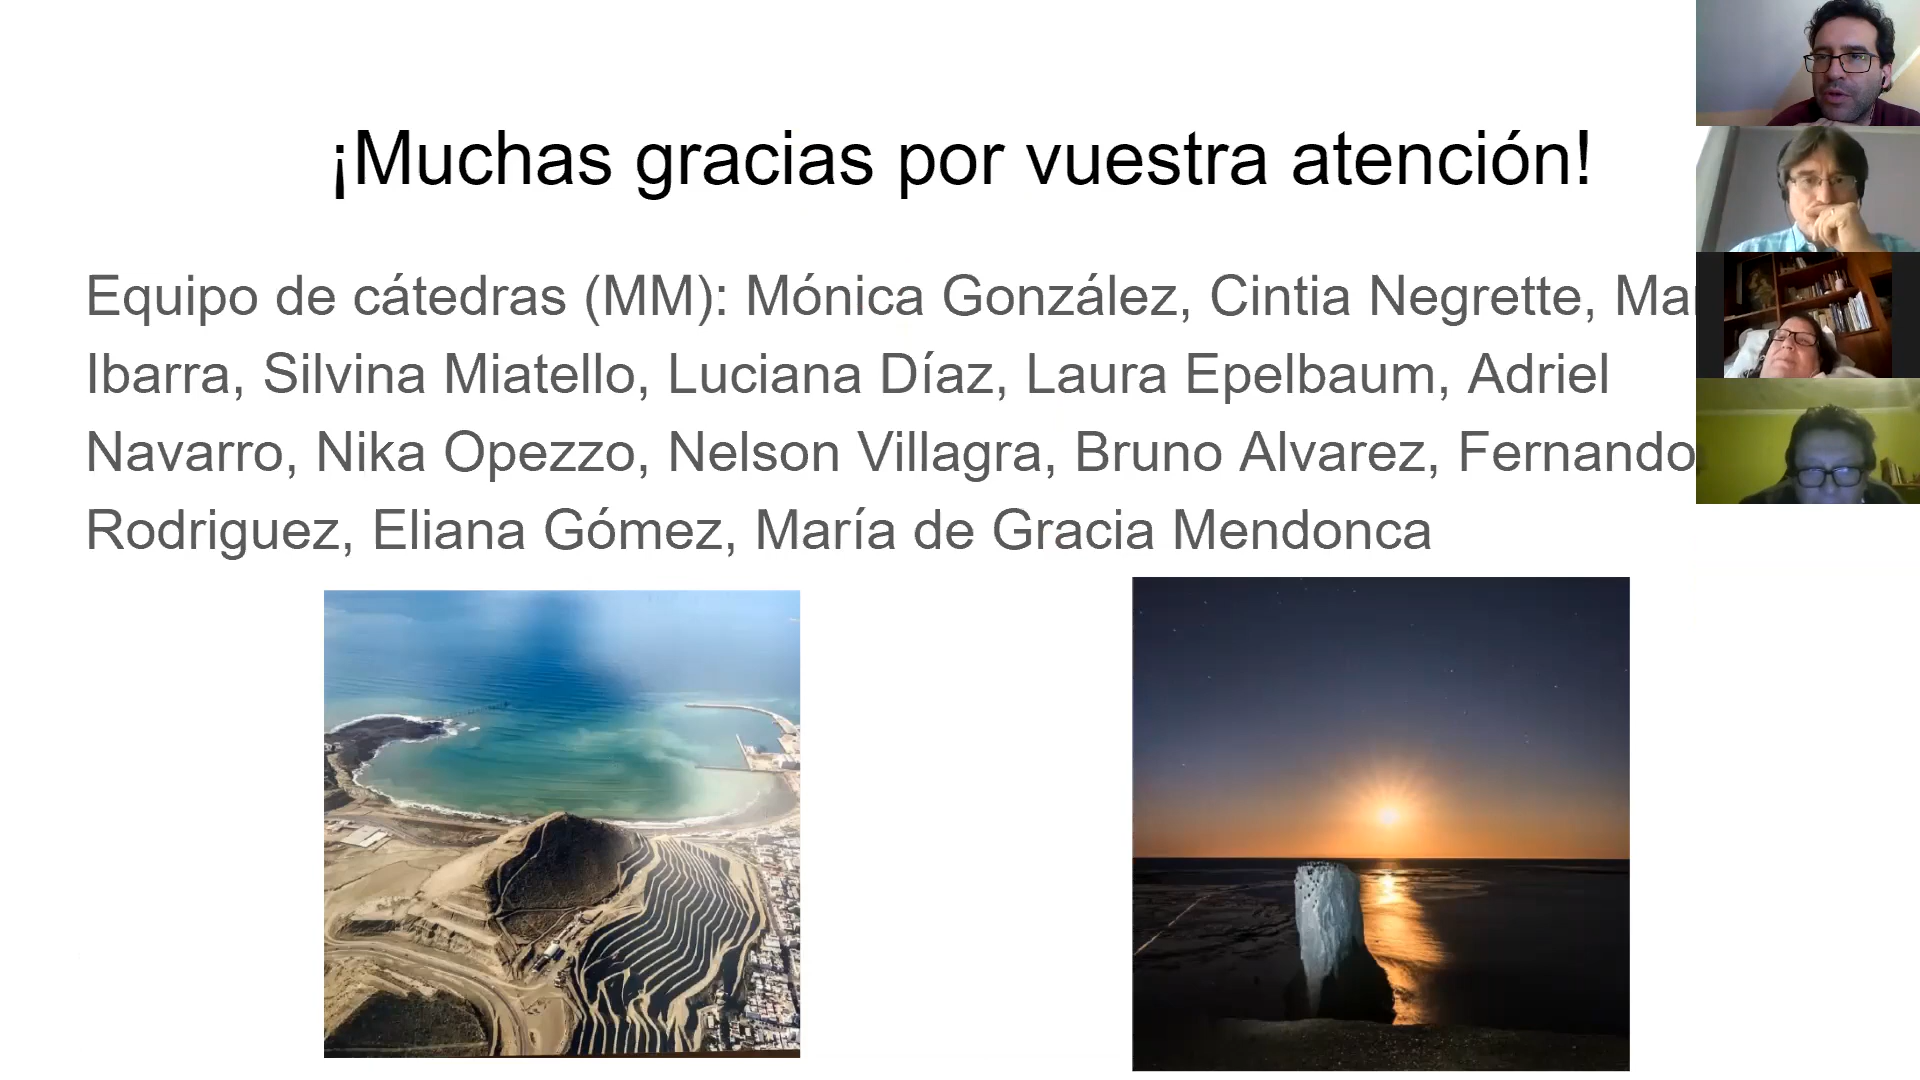 ¡Muchas gracias por vuestra atención!
Equipo de cátedras (MM): Mónica González, Cintia Negrette,
Ibarra, Silvina Miatello, Luciana Díaz, Laura Epelbaum, Adriel
Navarro, Nika Opezzo, Nelson Villagra, Bruno Alvarez, Fernando
Rodriguez, Eliana Gómez, María de Gracia Mendonca